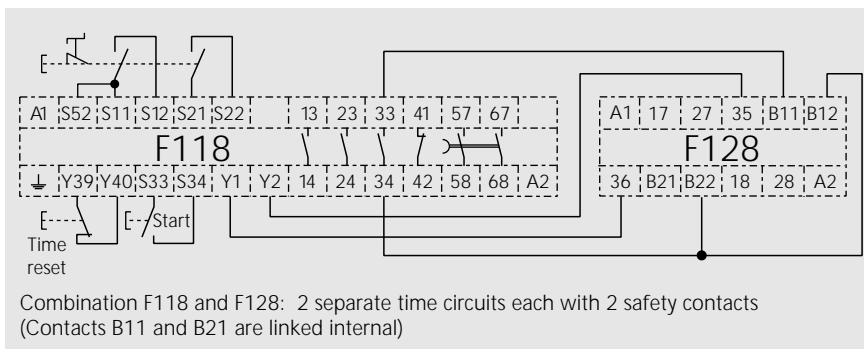 A1 S52 S11 S12 S21 S22 13 23 33 41 57 67
A1 17 27 35 B11 B12
F118
F128
Y39 Y40 S33 S34 Y1 Y2 14 24 34 42 58 68 A2
36 B21 B22 18 28 A2
Start
Time
reset
Combination F118 and F128: 2 separate time circuits each with 2 safety contacts
(Contacts B11 and B21 are linked internal)